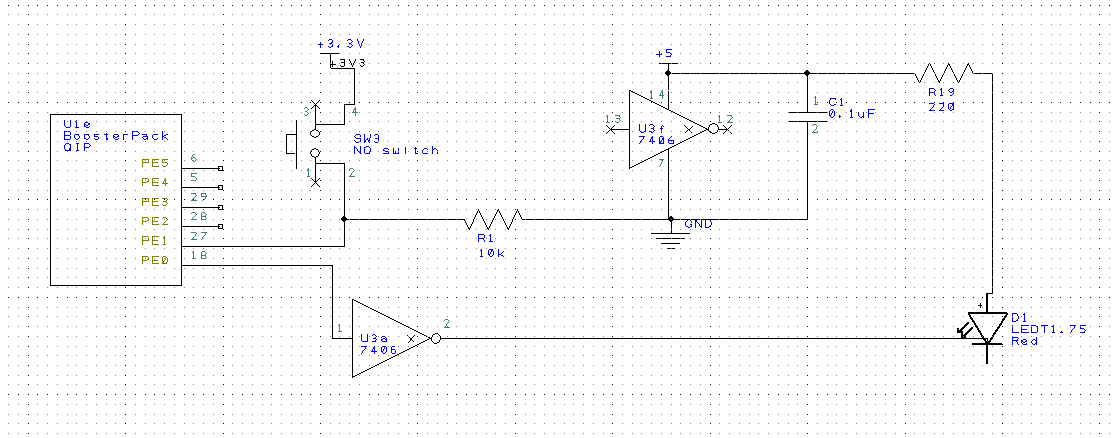 +3.3V
+3V3
3
4
SW3
NO switch
1
2
U1e
BoosterPack
QIP
PE5
6
PE4
5
PE3
29
PE2
28
PE1
27
PE0
18
+5
14
13
U3f
7406
12
7
C1
0.1uF
1
2
R19
220
GND
R1
10k
1
U3a
7406
2
+
D1
LEDT1.75
Red